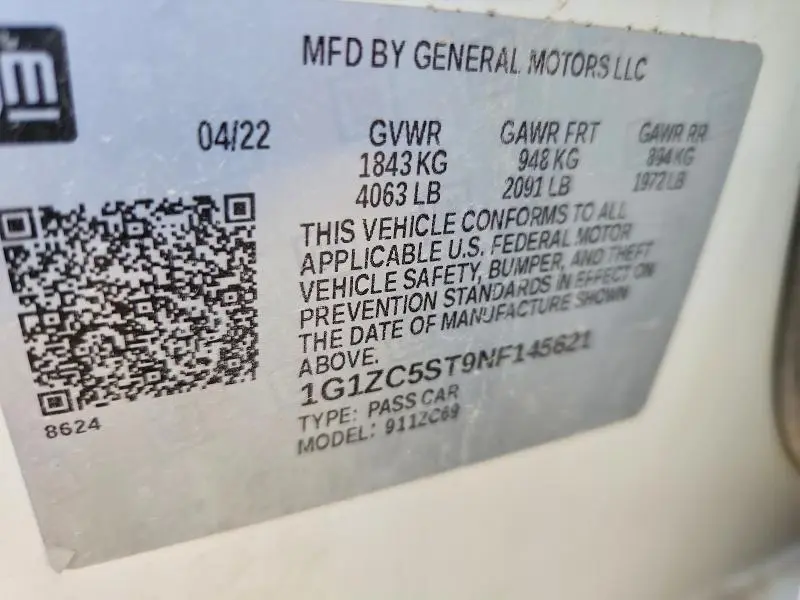 MFD BY GENERAL MOTORS LLC
04/22 GVWR GAWR FRT GAWR RR
1843 KG 948 KG 894 KG
4063 LB 2091 LB 1972 LB
THIS VEHICLE CONFORMS TO ALL
APPLICABLE U.S. FEDERAL MOTOR
VEHICLE SAFETY, BUMPER, AND THEFT
PREVENTION STANDARDS IN EFFECT ON
THE DATE OF MANUFACTURE SHOWN
ABOVE.
1G1ZC5ST9NF145621
TYPE: PASS CAR
MODEL: 911ZC69
8624